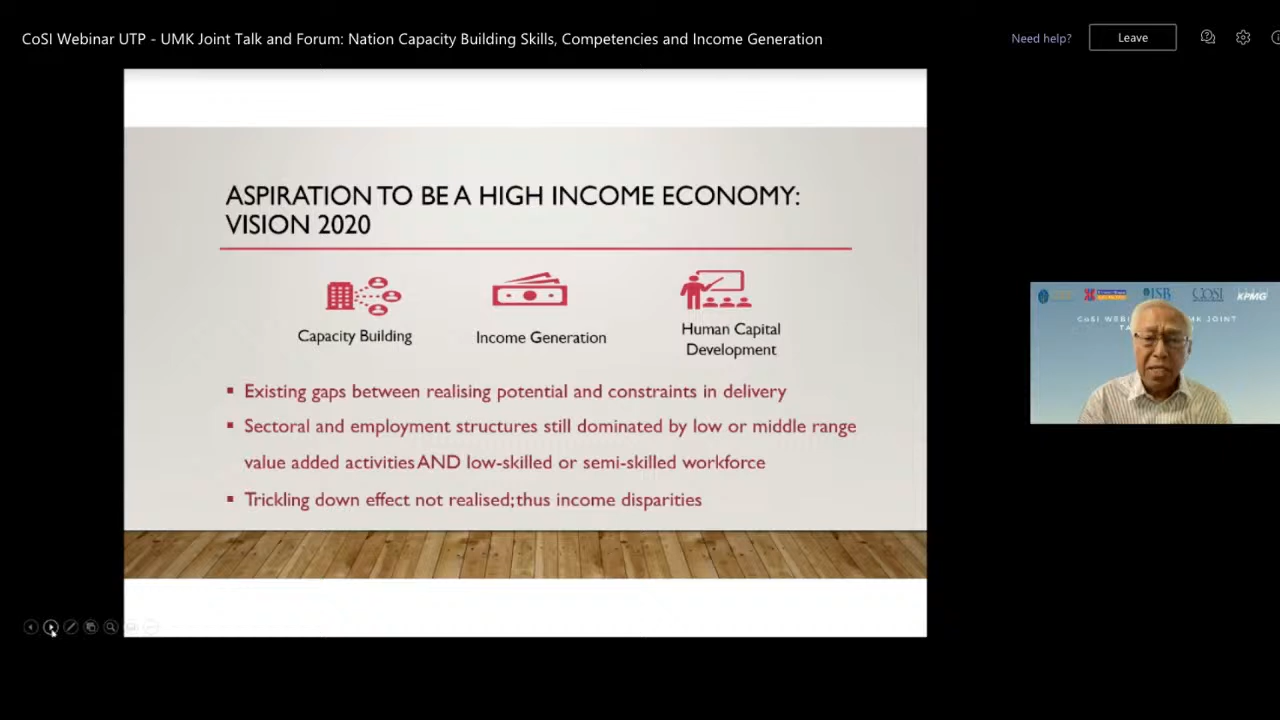 CoSI Webinar UTP - UMK Joint Talk and Forum: Nation Capacity Building Skills, Competencies and Income Generation
Need help?
Leave
ASPIRATION TO BE A HIGH INCOME ECONOMY:
VISION 2020
Capacity Building
Income Generation
Human Capital
Development
Existing gaps between realising potential and constraints in delivery
Sectoral and employment structures still dominated by low or middle range
value added activities AND low-skilled or semi-skilled workforce
Trickling down effect not realised; thus income disparities
ISB
COSI
KPMG